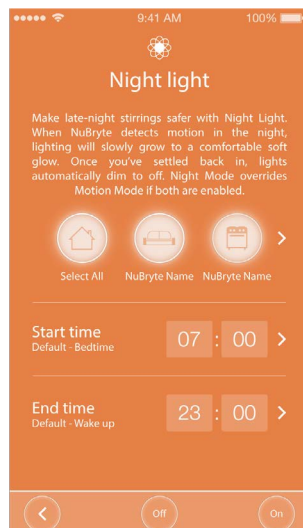 9:41 AM 100%
Night light
Make late-night stirrings safer with Night Light.
When NuBryte detects motion in the night,
lighting will slowly grow to a comfortable soft
glow. Once you've settled back in, lights
automatically dim to off. Night Mode overrides
Motion Mode if both are enabled.
Select All NuBryte Name NuBryte Name
Start time
Default - Bedtime
07 : 00
End time
Default - Wake up
23 : 00
Off On